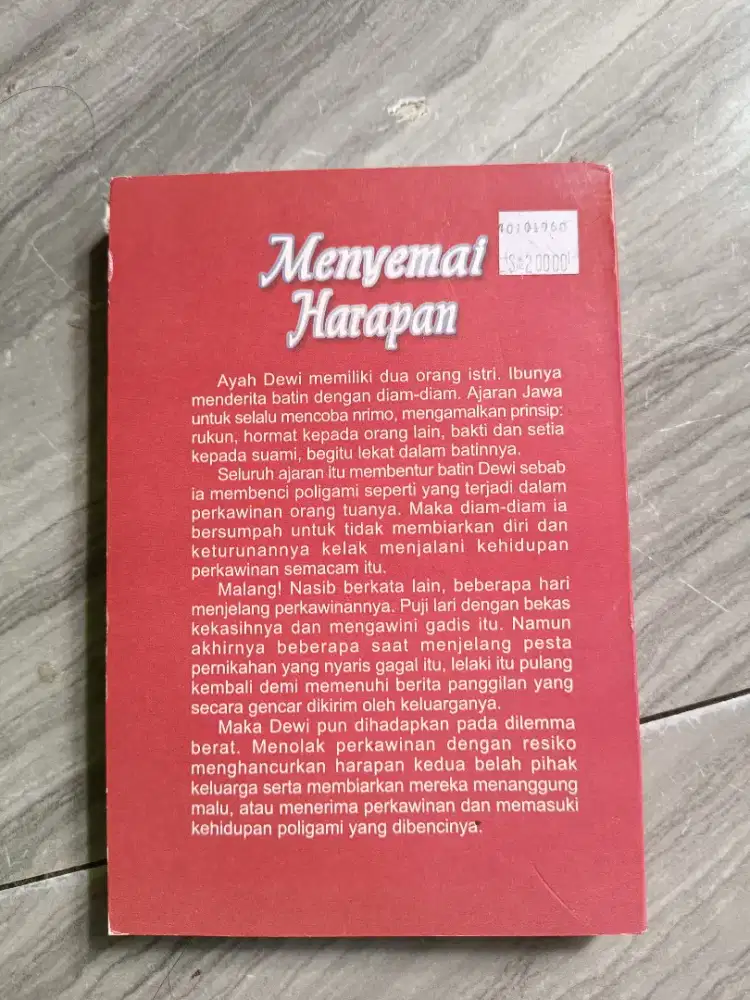 Menyemai
Harapan
20000
Ayah Dewi memiliki dua orang istri. Ibunya
menderita batin dengan diam-diam. Ajaran Jawa
untuk selalu mencoba nrimo, mengamalkan prinsip:
rukun, hormat kepada orang lain, bakti dan setia
kepada suami, begitu lekat dalam batinnya.
Seluruh ajaran itu membentur batin Dewi sebab
ia membenci poligami seperti yang terjadi dalam
perkawinan orang tuanya. Maka diam-diam ia
bersumpah untuk tidak membiarkan diri dan
keturunannya kelak menjalani kehidupan
perkawinan semacam itu.
Malang! Nasib berkata lain, beberapa hari
menjelang perkawinannya. Puji lari dengan bekas
kekasihnya dan mengawini gadis itu. Namun
akhirnya beberapa saat menjelang pesta
pernikahan yang nyaris gagal itu, lelaki itu pulang
kembali demi memenuhi berita panggilan yang
secara gencar dikirim oleh keluarganya.
Maka Dewi pun dihadapkan pada dilemma
berat. Menolak perkawinan dengan resiko
menghancurkan harapan kedua belah pihak
keluarga serta membiarkan mereka menanggung
malu, atau menerima perkawinan dan memasuki
kehidupan poligami yang dibencinya.